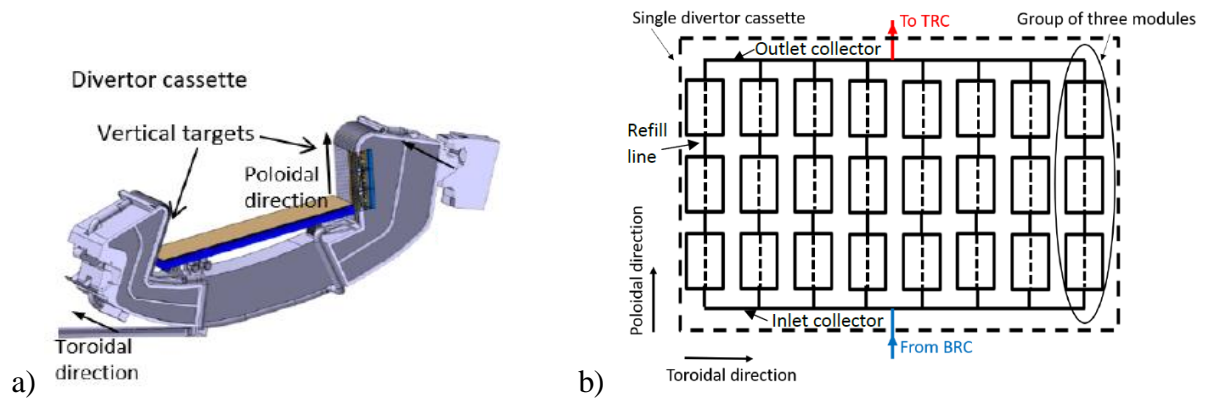 Divertor cassette
Vertical targets
Poloidal
direction
Toroidal
direction
a)
Single divertor cassette
To TRC
Group of three modules
Outlet collector
Refill
line
Poloidal direction
Inlet collector
From BRC
Toroidal direction
b)